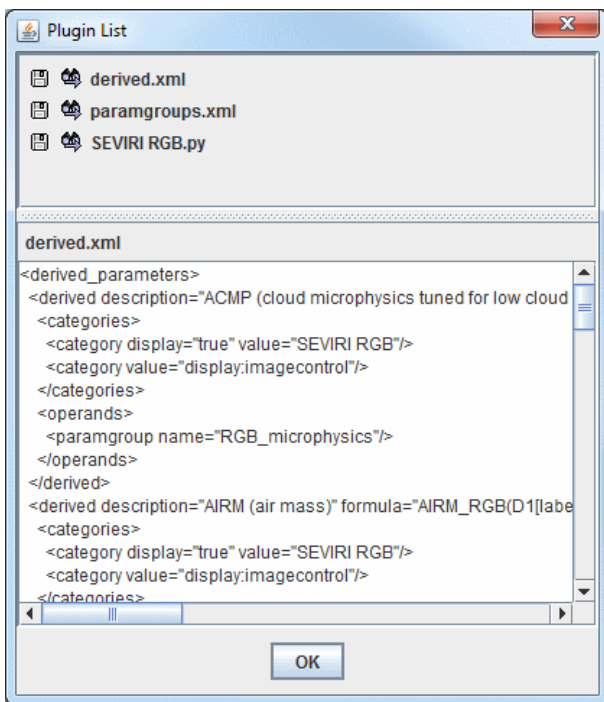 Plugin List
derived.xml
paramgroups.xml
SEVIRI RGB.py
derived.xml
<derived_parameters>
<derived description="ACMP (cloud microphysics tuned for low cloud
<categories>
<category display="true" value="SEVIRI RGB"/>
<category value="display:imagecontrol"/>
</categories>
<operands>
<paramgroup name="RGB_microphysics"/>
</operands>
</derived>
<derived description="AIRM (air mass)" formula="AIRM_RGB(D1[labe
<categories>
<category display="true" value="SEVIRI RGB"/>
<category value="display:imagecontrol"/>
</categories>
OK